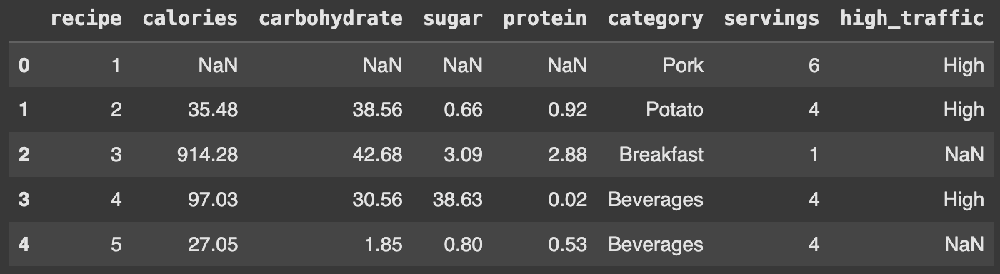 recipe calories carbohydrate sugar protein category servings high_traffic
0 1 NaN NaN NaN NaN Pork 6 High
1 2 35.48 38.56 0.66 0.92 Potato 4 High
2 3 914.28 42.68 3.09 2.88 Breakfast 1 NaN
3 4 97.03 30.56 38.63 0.02 Beverages 4 High
4 5 27.05 1.85 0.80 0.53 Beverages 4 NaN